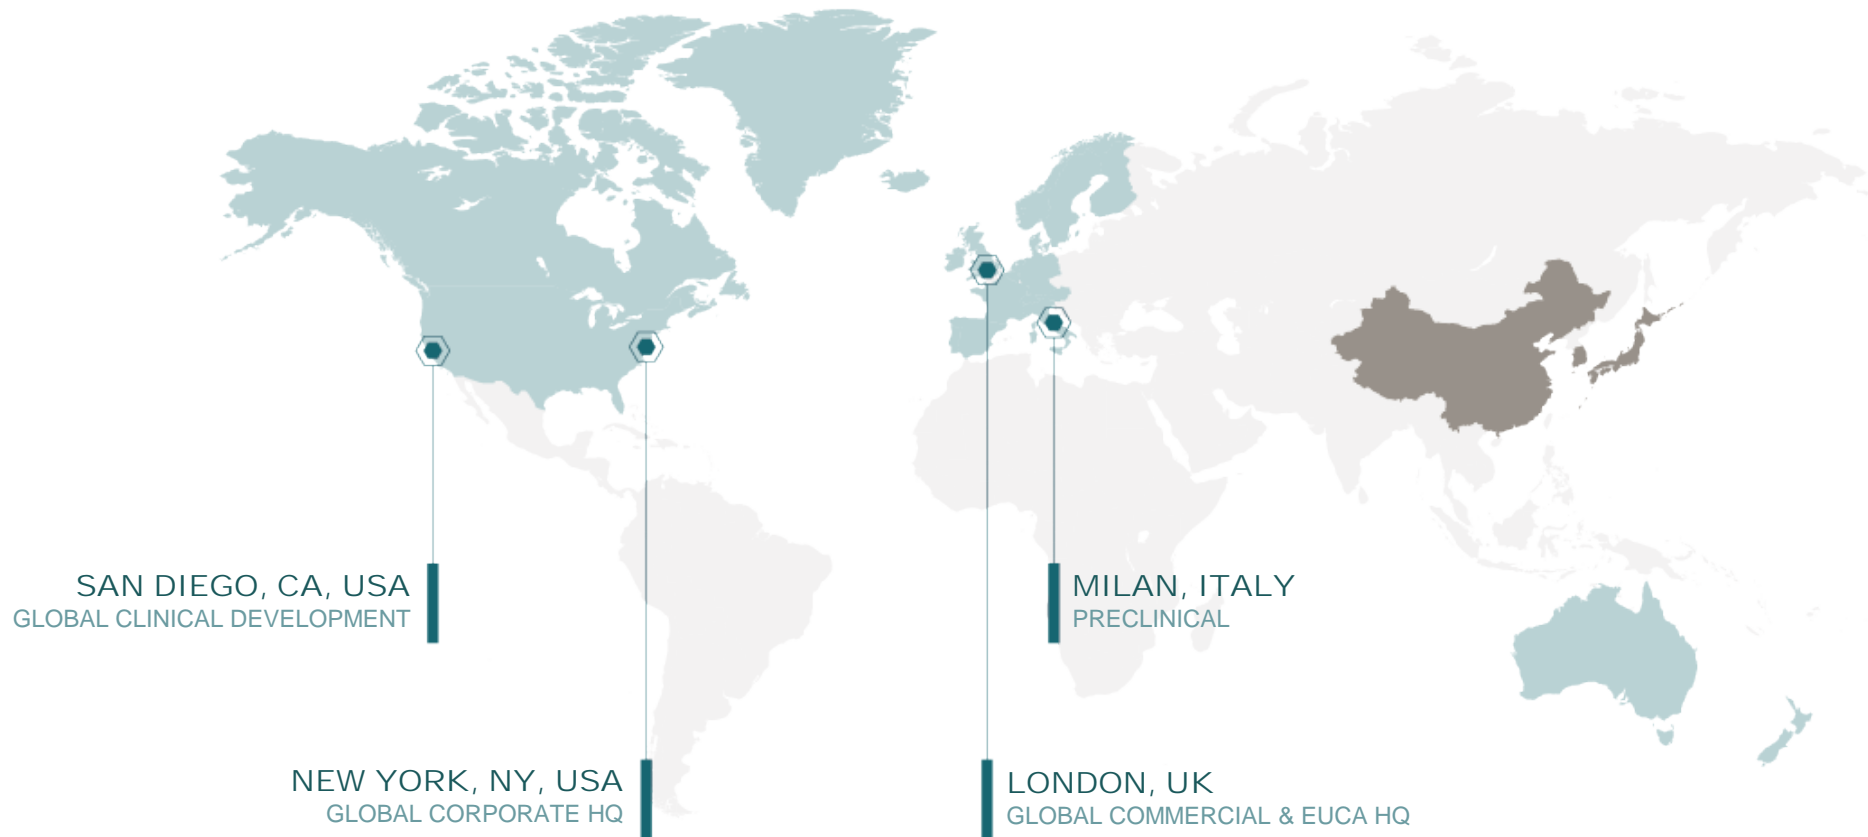 SAN DIEGO, CA, USA
GLOBAL CLINICAL DEVELOPMENT
MILAN, ITALY
PRECLINICAL
NEW YORK, NY, USA
GLOBAL CORPORATE HQ
LONDON, UK
GLOBAL COMMERCIAL & EUCA HQ